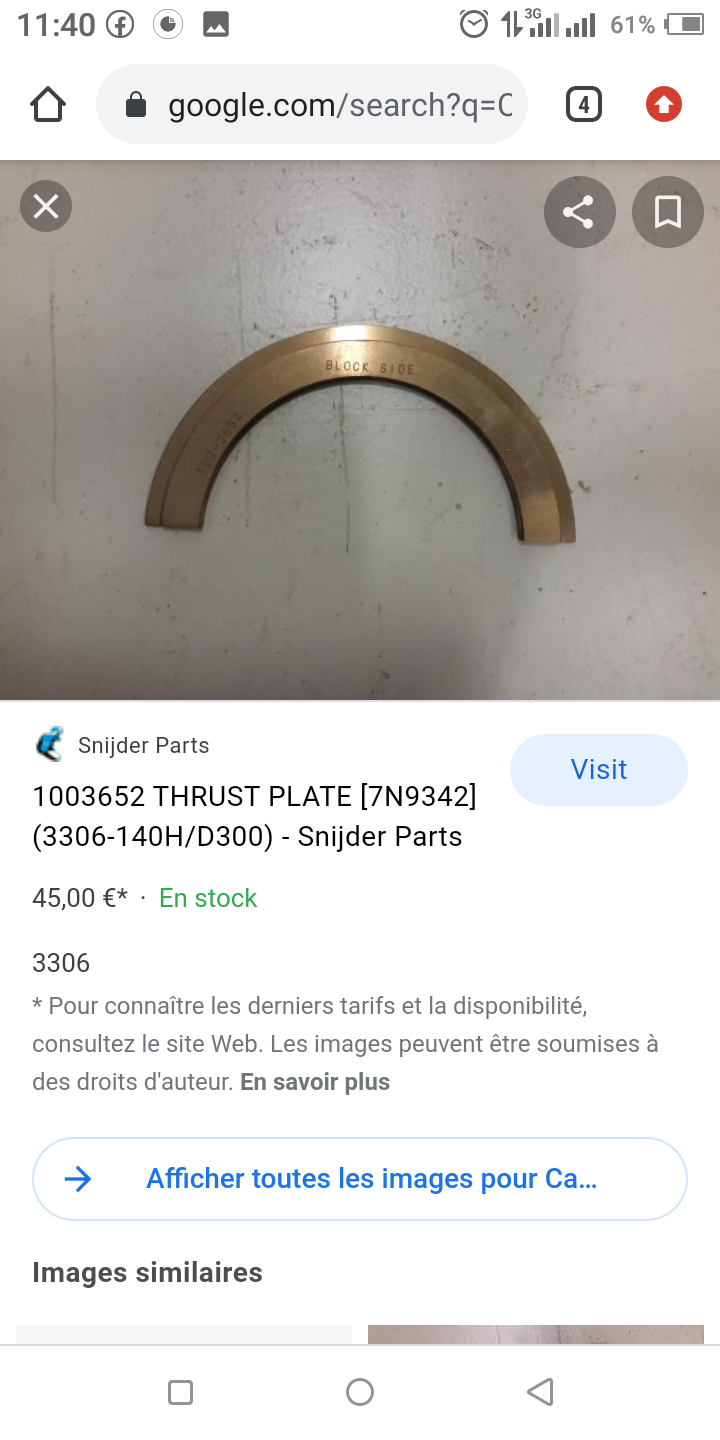 11:40
3G
61%
google.com/search?q=C
4
BLOCK SIDE
100-3652
Snijder Parts
Visit
1003652 THRUST PLATE [7N9342]
(3306-140H/D300) - Snijder Parts
45,00 €* · En stock
3306
* Pour connaître les derniers tarifs et la disponibilité,
consultez le site Web. Les images peuvent être soumises à
des droits d'auteur. En savoir plus
Afficher toutes les images pour Ca...
Images similaires